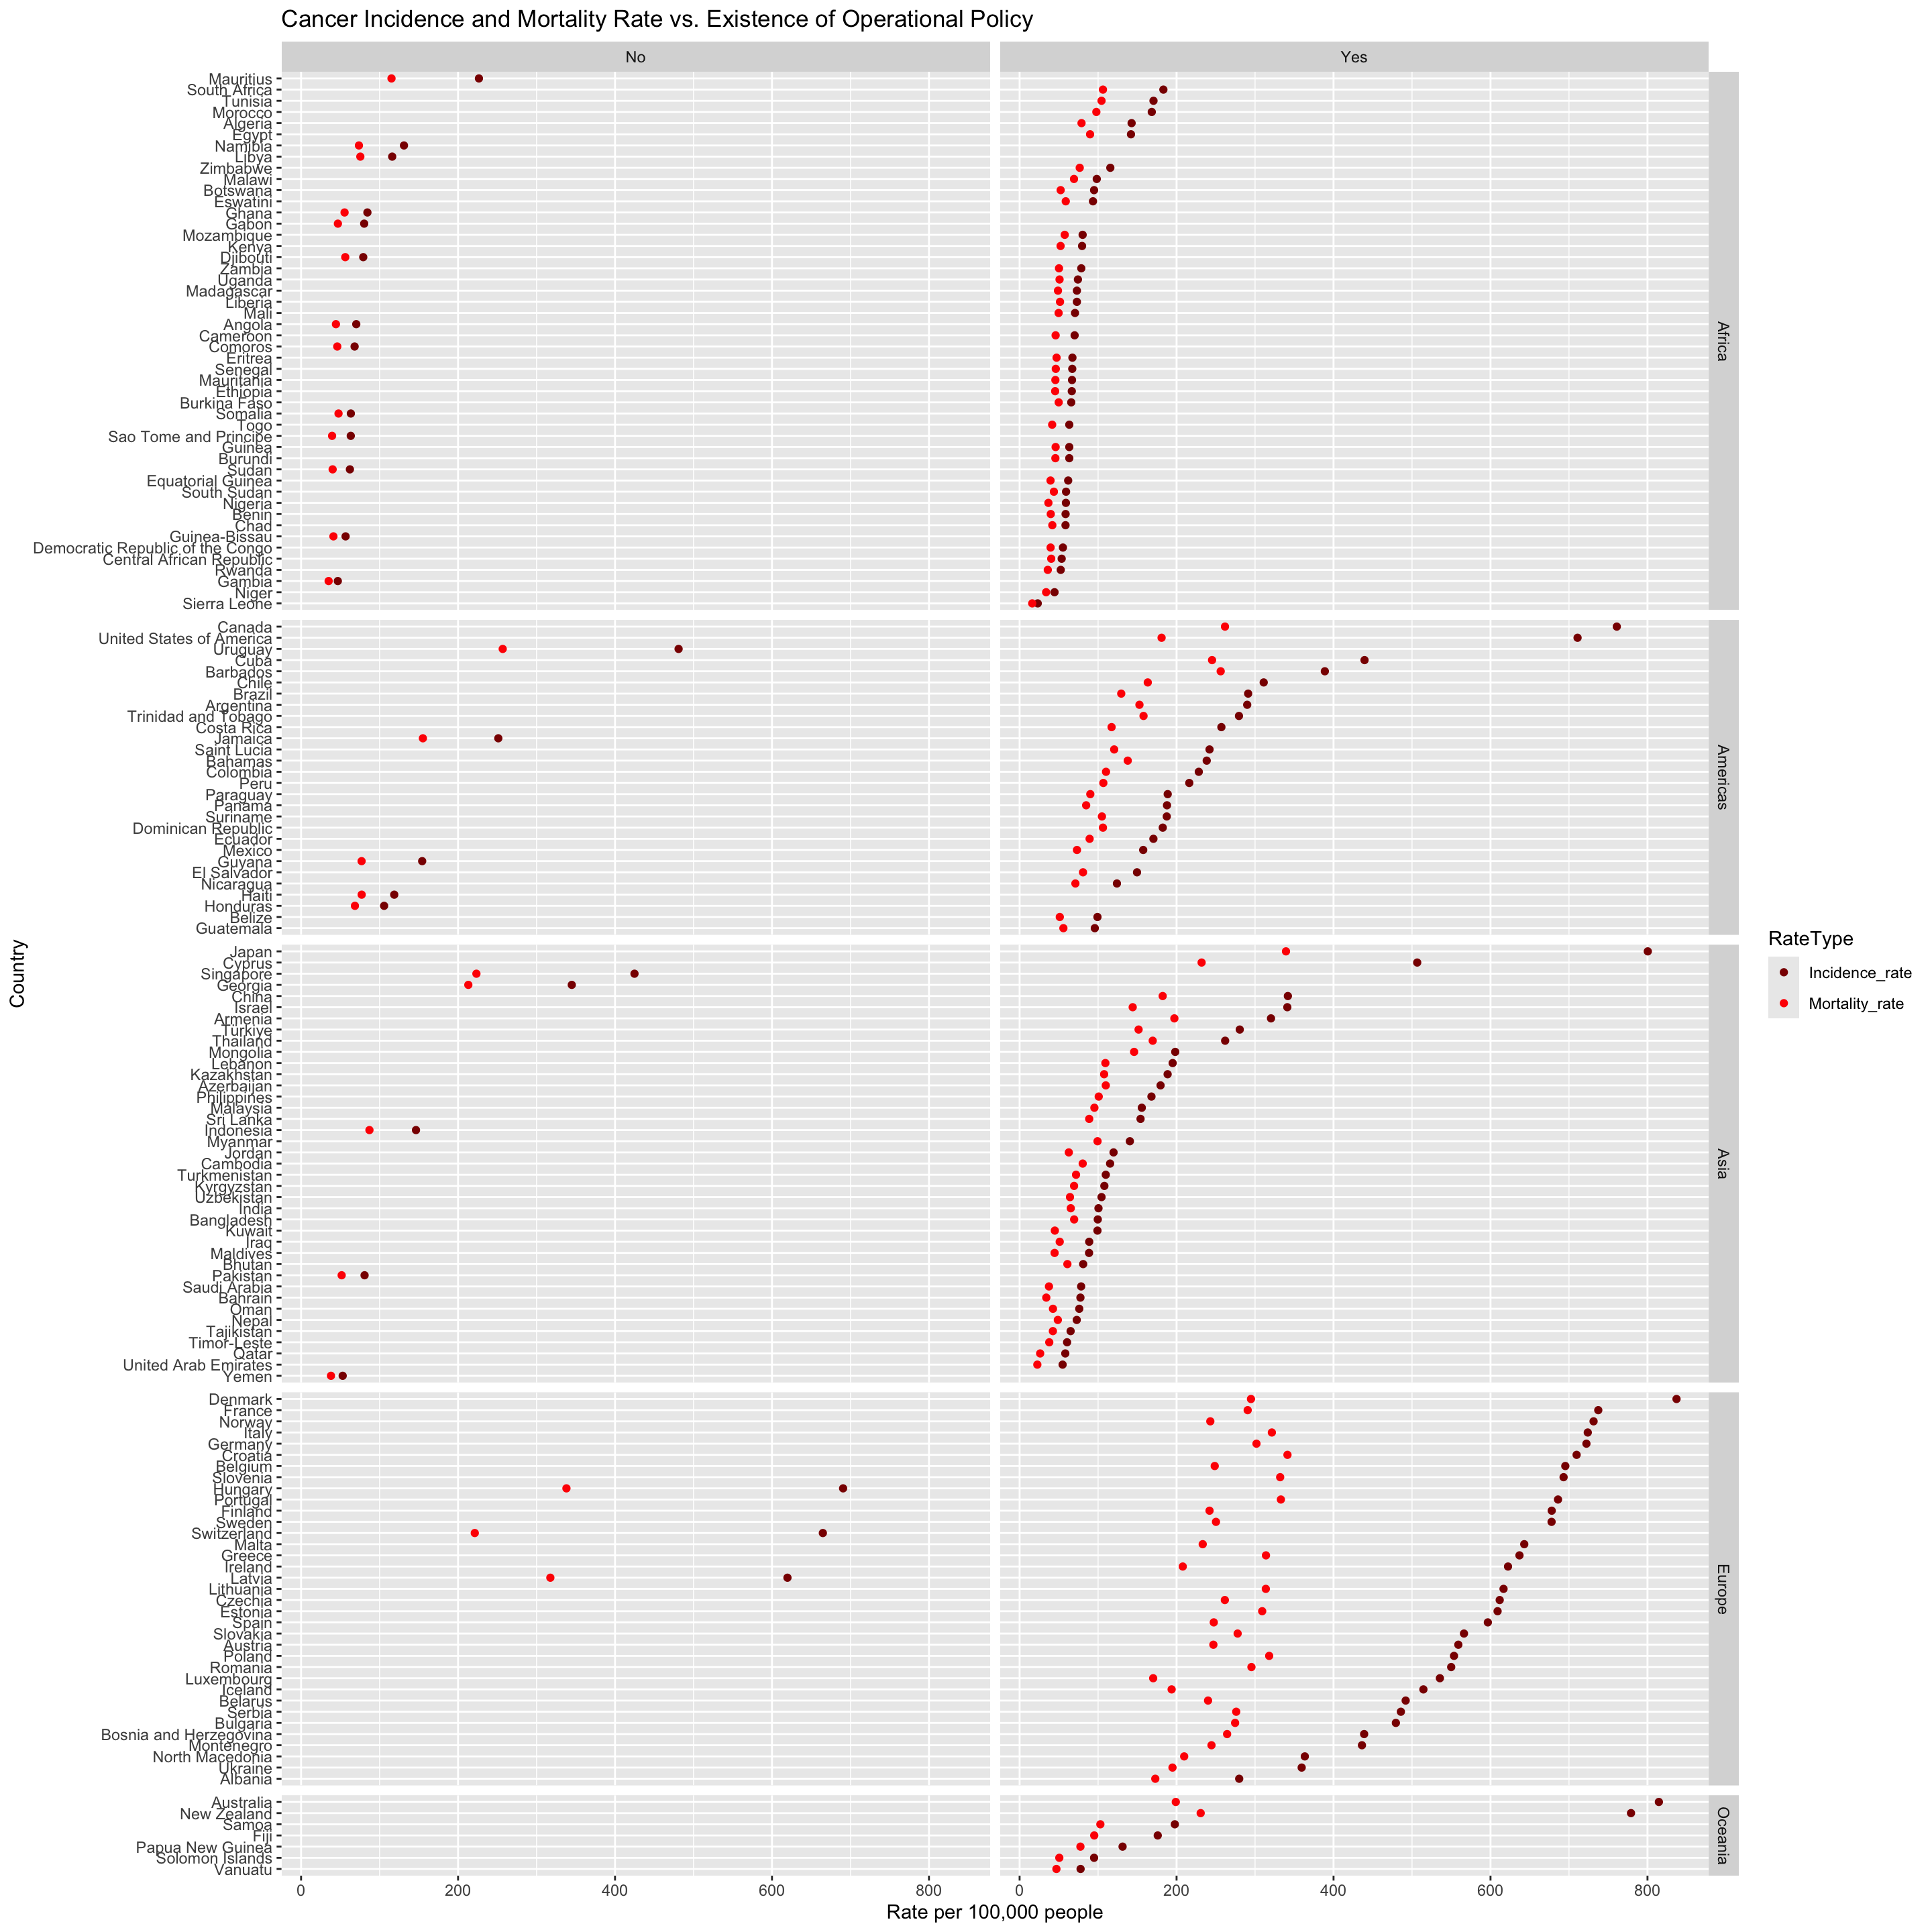 Cancer Incidence and Mortality Rate vs. Existence of Operational Policy
No
Yes
Mauritius
South Africa
Tunisia
Morocco
Algeria
Egypt
Namibia
Libya
Zimbabwe
Malawi
Botswana
Eswatini
Ghana
Gabon
Mozambique
Kenya
Djibouti
Zambia
Uganda
Madagascar
Liberia
Mali
Angola
Cameroon
Comoros
Eritrea
Senegal
Mauritania
Ethiopia
Burkina Faso
Somalia
Togo
Sao Tome and Principe
Guinea
Burundi
Sudan
Equatorial Guinea
South Sudan
Nigeria
Benin
Chad
Guinea-Bissau
Democratic Republic of the Congo
Central African Republic
Rwanda
Gambia
Niger
Sierra Leone
Africa
Canada
United States of America
Uruguay
Cuba
Barbados
Chile
Brazil
Argentina
Trinidad and Tobago
Costa Rica
Jamaica
Saint Lucia
Bahamas
Colombia
Peru
Paraguay
Panama
Suriname
Dominican Republic
Ecuador
Mexico
Guyana
El Salvador
Nicaragua
Haiti
Honduras
Belize
Guatemala
Americas
Japan
Cyprus
Singapore
Georgia
China
Israel
Armenia
Türkiye
Thailand
Mongolia
Lebanon
Kazakhstan
Azerbaijan
Philippines
Malaysia
Sri Lanka
Indonesia
Myanmar
Jordan
Cambodia
Turkmenistan
Kyrgyzstan
Uzbekistan
India
Bangladesh
Kuwait
Iraq
Maldives
Bhutan
Pakistan
Saudi Arabia
Bahrain
Oman
Nepal
Tajikistan
Timor-Leste
Qatar
United Arab Emirates
Yemen
Asia
Denmark
France
Norway
Italy
Germany
Croatia
Belgium
Slovenia
Hungary
Portugal
Finland
Sweden
Switzerland
Malta
Greece
Ireland
Latvia
Lithuania
Czechia
Estonia
Spain
Slovakia
Austria
Poland
Romania
Luxembourg
Iceland
Belarus
Serbia
Bulgaria
Bosnia and Herzegovina
Montenegro
North Macedonia
Ukraine
Albania
Europe
Australia
New Zealand
Samoa
Fiji
Papua New Guinea
Solomon Islands
Vanuatu
Oceania
0 200 400 600 800
0 200 400 600 800
Rate per 100,000 people
Country
RateType
Incidence_rate
Mortality_rate